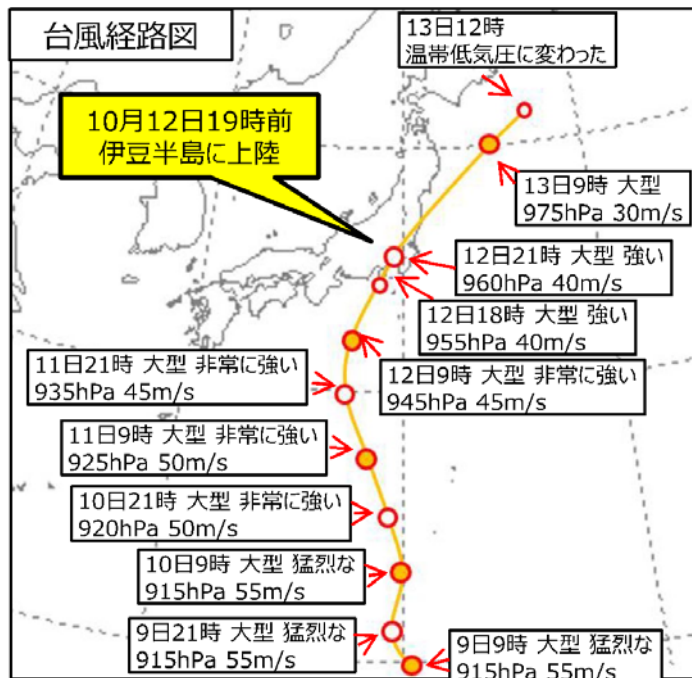 台風経路図
13日12時
温帯低気圧に変わった
10月12日19時前
伊豆半島に上陸
13日9時 大型
975hPa 30m/s
12日21時 大型 強い
960hPa 40m/s
12日18時 大型 強い
955hPa 40m/s
11日21時 大型 非常に強い
935hPa 45m/s
12日9時 大型 非常に強い
945hPa 45m/s
11日9時 大型 非常に強い
925hPa 50m/s
10日21時 大型 非常に強い
920hPa 50m/s
10日9時 大型 猛烈な
915hPa 55m/s
9日21時 大型 猛烈な
915hPa 55m/s
9日9時 大型 猛烈な
915hPa 55m/s